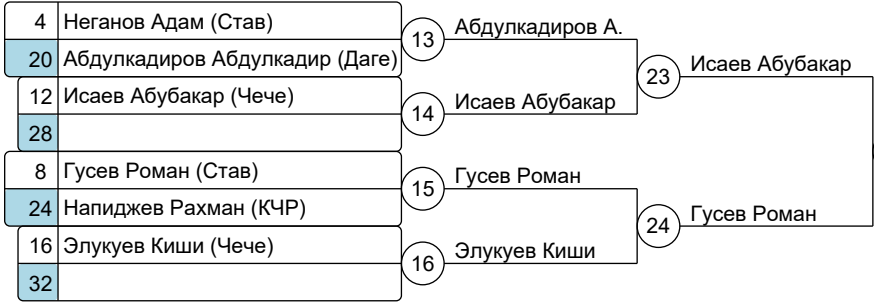 4 Неганов Адам (Став)
20 Абдулкадиров Абдулкадир (Даге)
12 Исаев Абубакар (Чече)
28
8 Гусев Роман (Став)
24 Напиджев Рахман (КЧР)
16 Элукуев Киши (Чече)
32
13 Абдулкадиров А.
14 Исаев Абубакар
15 Гусев Роман
16 Элукуев Киши
23 Исаев Абубакар
24 Гусев Роман